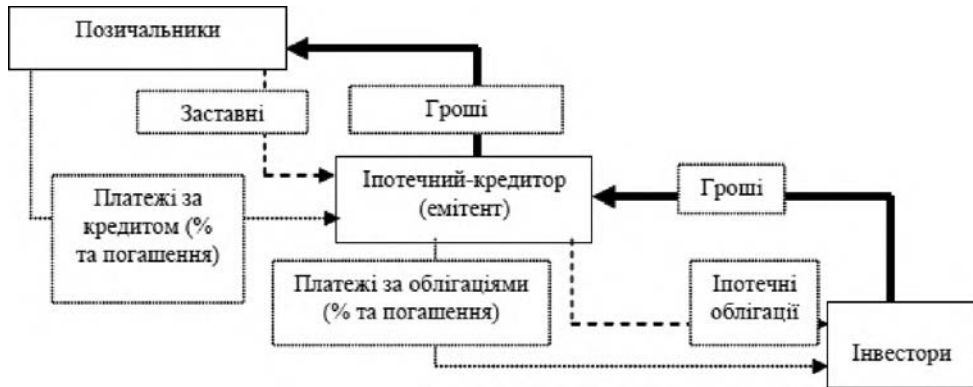 Позичальники
Заставні
Гроші
Іпотечний-кредитор
(емітент)
Гроші
Платежі за
кредитом (%
та погашення)
Платежі за облігаціями
(% та погашення)
Іпотечні
облігації
Інвестори